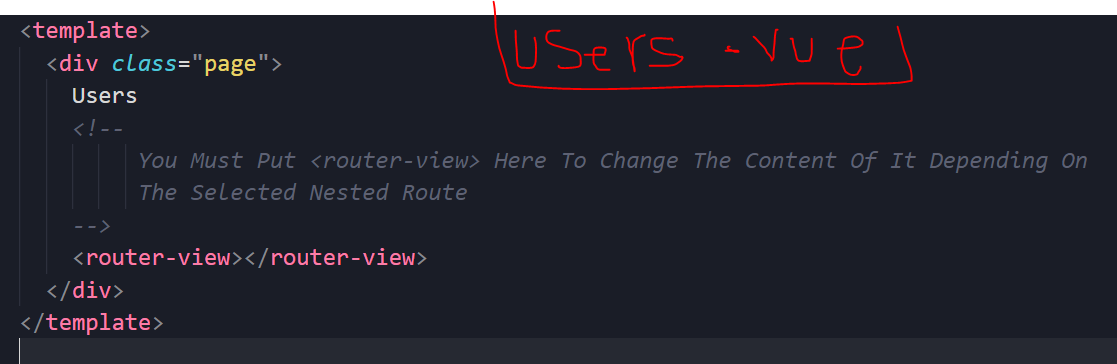 <template>
users .vue
<div class="page">
Users
<!--
You Must Put <router-view> Here To Change The Content Of It Depending On
The Selected Nested Route
-->
<router-view></router-view>
</div>
</template>